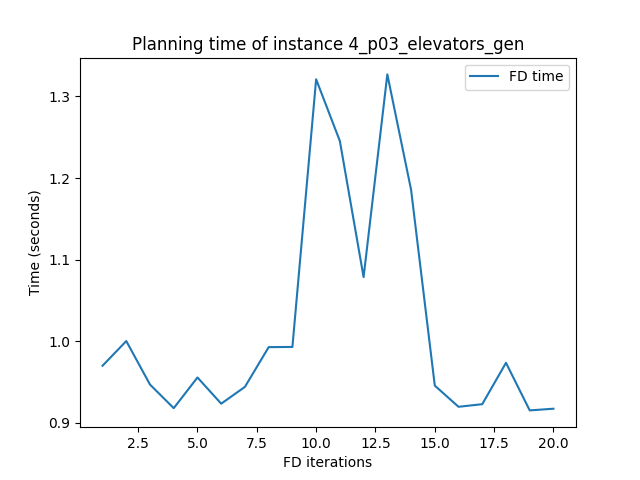 Planning time of instance 4_p03_elevators_gen
FD time
Time (seconds)
1.3
1.2
1.1
1.0
0.9
2.5 5.0 7.5 10.0 12.5 15.0 17.5 20.0
FD iterations